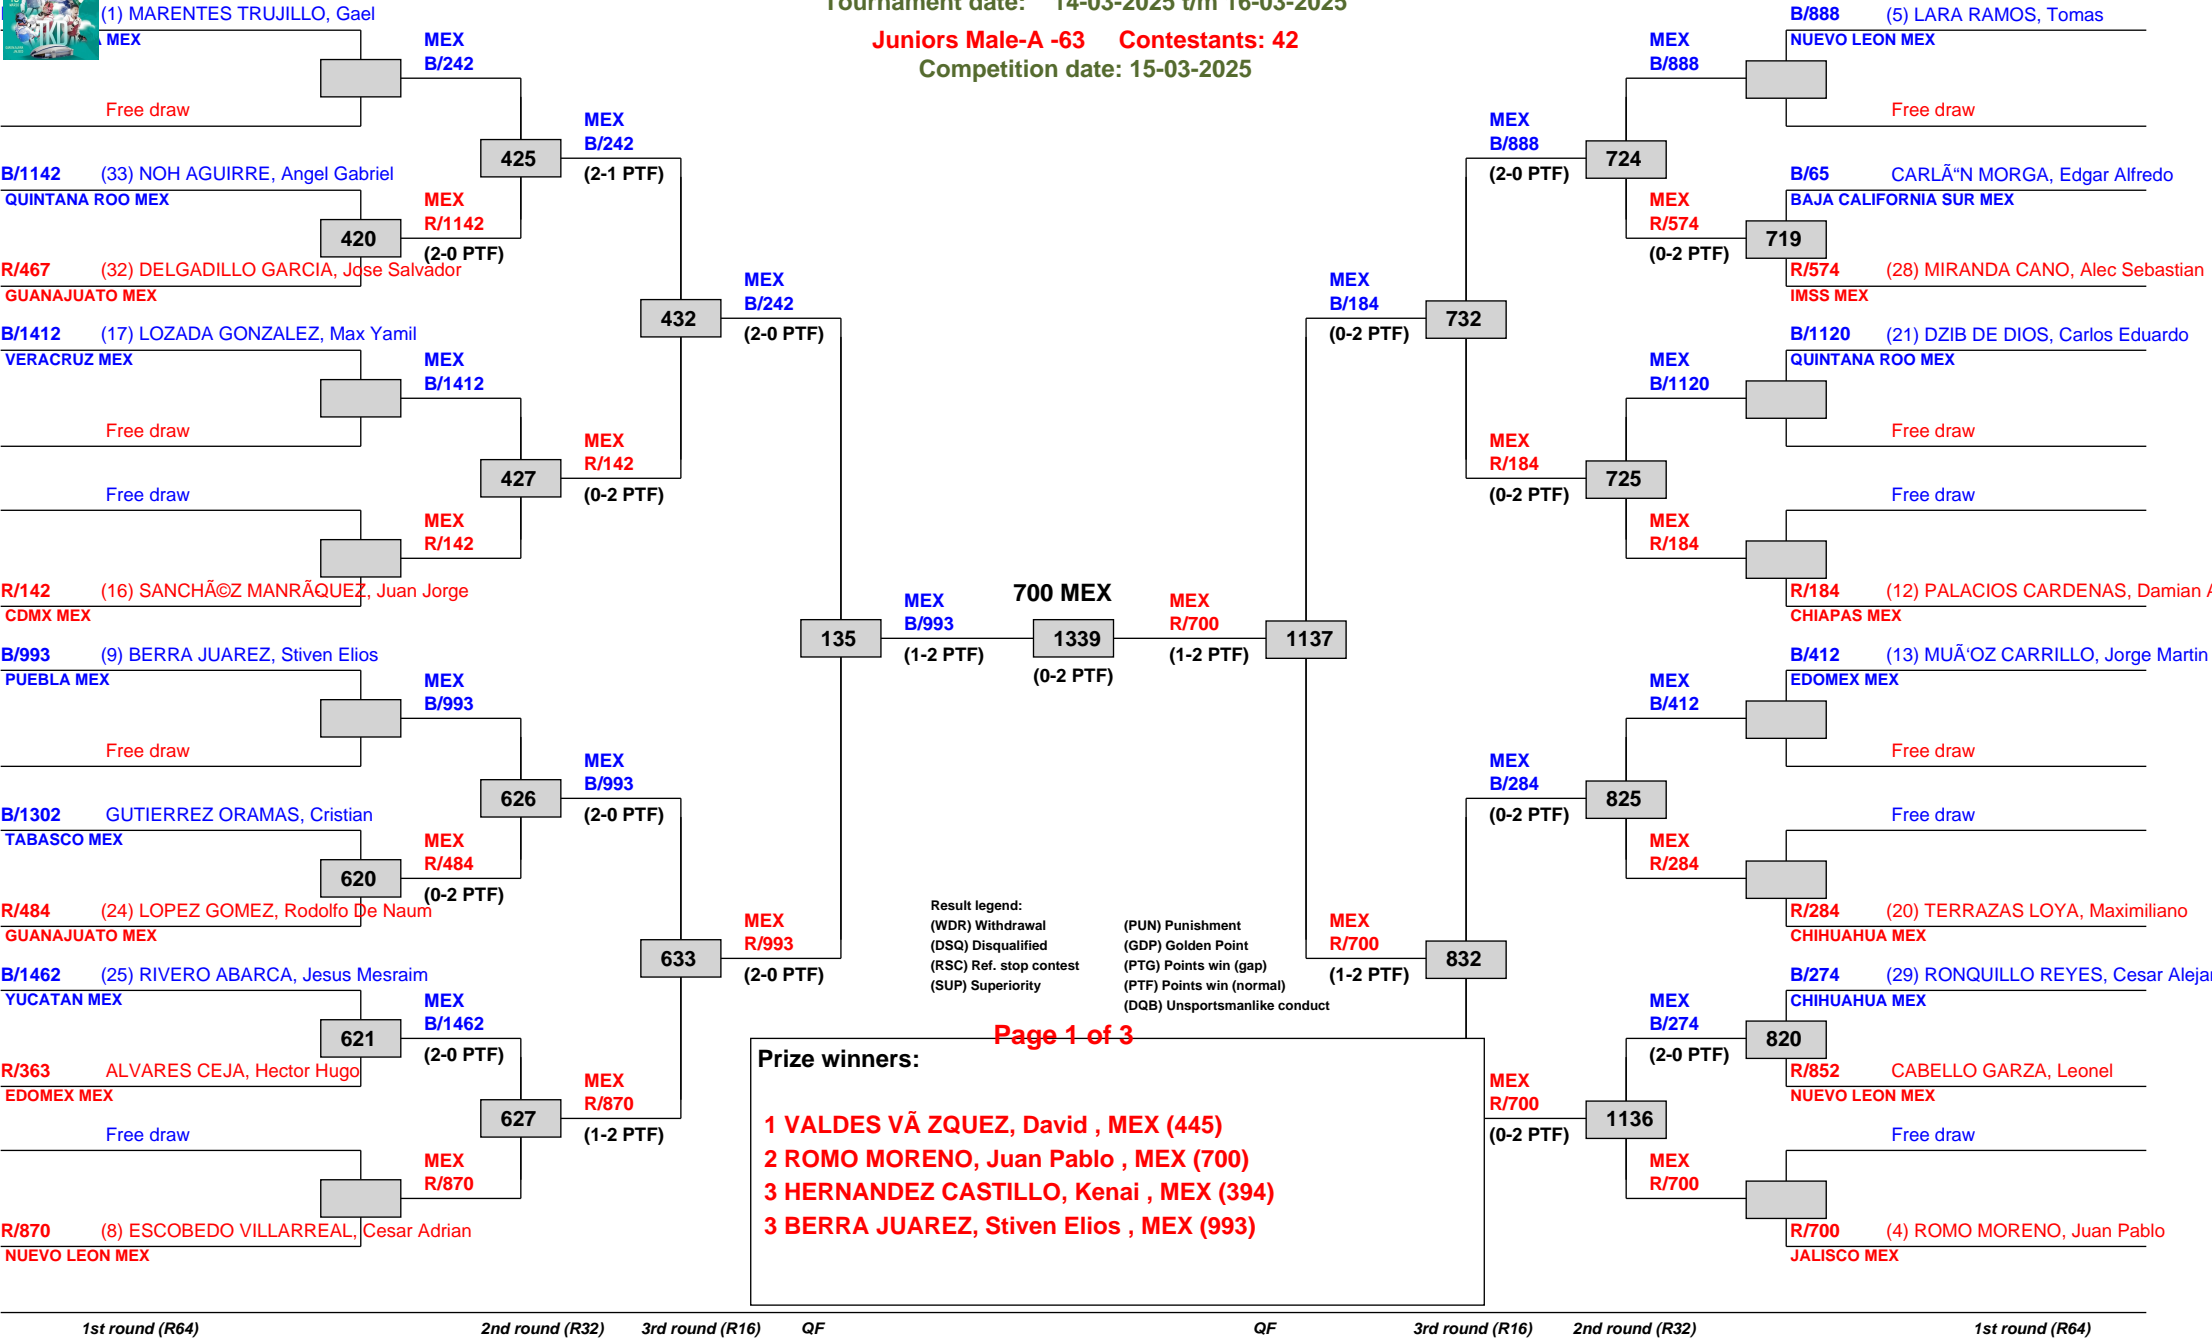 Tournament date: 14-03-2025 t/m 16-03-2025
Juniors Male-A -63 Contestants: 42
Competition date: 15-03-2025
(1) MARENTES TRUJILLO, Gael
MEX
Free draw
MEX
B/242
B/1142 (33) NOH AGUIRRE, Angel Gabriel
QUINTANA ROO MEX
420
MEX
R/1142
(2-0 PTF)
R/467 (32) DELGADILLO GARCIA, Jose Salvador
GUANAJUATO MEX
425
MEX
B/242
(2-1 PTF)
B/1412 (17) LOZADA GONZALEZ, Max Yamil
VERACRUZ MEX
Free draw
MEX
B/1412
427
MEX
R/142
(0-2 PTF)
Free draw
MEX
R/142
R/142 (16) SANCHÃ©Z MANRÃQUEZ, Juan Jorge
CDMX MEX
432
MEX
B/242
(2-0 PTF)
B/993 (9) BERRA JUAREZ, Stiven Elios
PUEBLA MEX
Free draw
MEX
B/993
626
MEX
B/993
(2-0 PTF)
B/1302 GUTIERREZ ORAMAS, Cristian
TABASCO MEX
620
MEX
R/484
(0-2 PTF)
R/484 (24) LOPEZ GOMEZ, Rodolfo De Naum
GUANAJUATO MEX
B/1462 (25) RIVERO ABARCA, Jesus Mesraim
YUCATAN MEX
621
MEX
B/1462
(2-0 PTF)
R/363 ALVARES CEJA, Hector Hugo
EDOMEX MEX
627
MEX
R/870
(1-2 PTF)
Free draw
MEX
R/870
R/870 (8) ESCOBEDO VILLARREAL, Cesar Adrian
NUEVO LEON MEX
633
MEX
R/993
(2-0 PTF)
135
MEX
B/993
(1-2 PTF)
700 MEX
1339
(0-2 PTF)
MEX
R/700
(1-2 PTF)
1137
MEX
B/184
(0-2 PTF)
732
MEX
B/888
(2-0 PTF)
724
MEX
B/888
B/888 (5) LARA RAMOS, Tomas
NUEVO LEON MEX
Free draw
MEX
R/574
(0-2 PTF)
719
B/65 CARLÃ“N MORGA, Edgar Alfredo
BAJA CALIFORNIA SUR MEX
R/574 (28) MIRANDA CANO, Alec Sebastian
IMSS MEX
MEX
R/184
(0-2 PTF)
725
MEX
B/1120
B/1120 (21) DZIB DE DIOS, Carlos Eduardo
QUINTANA ROO MEX
Free draw
Free draw
MEX
R/184
R/184 (12) PALACIOS CARDENAS, Damian A
CHIAPAS MEX
MEX
R/700
(1-2 PTF)
832
MEX
B/284
(0-2 PTF)
825
MEX
B/412
B/412 (13) MUÃ‘OZ CARRILLO, Jorge Martin
EDOMEX MEX
Free draw
Free draw
MEX
R/284
R/284 (20) TERRAZAS LOYA, Maximiliano
CHIHUAHUA MEX
MEX
R/700
(0-2 PTF)
1136
MEX
B/274
(2-0 PTF)
820
B/274 (29) RONQUILLO REYES, Cesar Alejan
CHIHUAHUA MEX
R/852 CABELLO GARZA, Leonel
NUEVO LEON MEX
Free draw
MEX
R/700
R/700 (4) ROMO MORENO, Juan Pablo
JALISCO MEX
Result legend:
(WDR) Withdrawal (PUN) Punishment
(DSQ) Disqualified (GDP) Golden Point
(RSC) Ref. stop contest (PTG) Points win (gap)
(SUP) Superiority (PTF) Points win (normal)
(DQB) Unsportsmanlike conduct
Page 1 of 3
Prize winners:
1 VALDES VÃ ZQUEZ, David , MEX (445)
2 ROMO MORENO, Juan Pablo , MEX (700)
3 HERNANDEZ CASTILLO, Kenai , MEX (394)
3 BERRA JUAREZ, Stiven Elios , MEX (993)
1st round (R64) 2nd round (R32) 3rd round (R16) QF QF 3rd round (R16) 2nd round (R32) 1st round (R64)